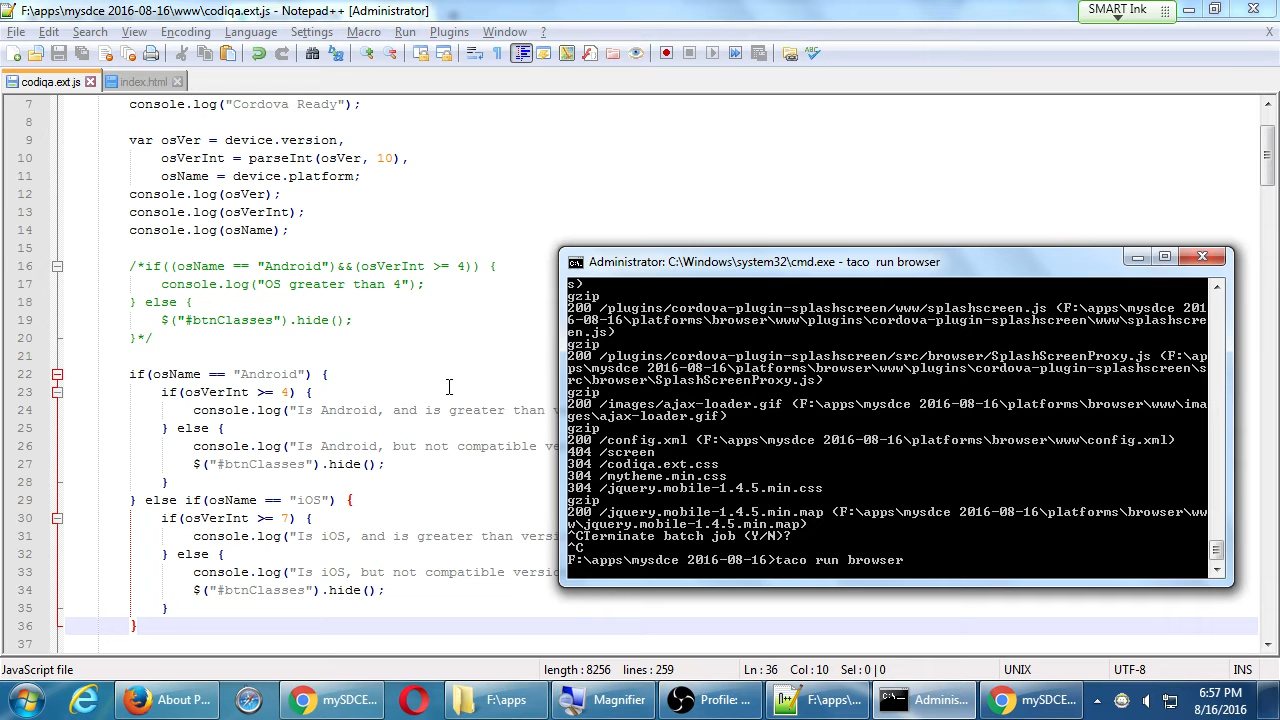 F:\apps\mysdce 2016-08-16\www\codiqa.ext.js - Notepad++ [Administrator]
SMART Ink
File Edit Search View Encoding Language Settings Macro Run Plugins Window ? X
codiqa.ext.js index.html
7 console.log("Cordova Ready");
8
9 var osVer = device.version,
10 osVerInt = parseInt(osVer, 10),
11 osName = device.platform;
12 console.log(osVer);
13 console.log(osVerInt);
14 console.log(osName);
15
16 /*if((osName == "Android")&&(osVerInt >= 4)) {
17 console.log("OS greater than 4");
18 } else {
19 $("#btnClasses").hide();
20 }*/
21
22 if(osName == "Android") {
23 if(osVerInt >= 4) {
24 console.log("Is Android, and is greater than v
25 } else {
26 console.log("Is Android, but not compatible ve
27 $("#btnClasses").hide();
28 }
29 } else if(osName == "iOS") {
30 if(osVerInt >= 7) {
31 console.log("Is iOS, and is greater than versi
32 } else {
33 console.log("Is iOS, but not compatible versio
34 $("#btnClasses").hide();
35 }
36 }
37
Administrator: C:\Windows\system32\cmd.exe - taco run browser
s)
gzip
200 /plugins/cordova-plugin-splashscreen/www/splashscreen.js (F:\apps\mysdce 201
6-08-16\platforms\browser\www\plugins\cordova-plugin-splashscreen\www\splashscre
en.js)
gzip
200 /plugins/cordova-plugin-splashscreen/src/browser/SplashScreenProxy.js (F:\ap
ps\mysdce 2016-08-16\platforms\browser\www\plugins\cordova-plugin-splashscreen\s
rc\browser\SplashScreenProxy.js)
gzip
200 /images/ajax-loader.gif (F:\apps\mysdce 2016-08-16\platforms\browser\www\ima
ges\ajax-loader.gif)
gzip
200 /config.xml (F:\apps\mysdce 2016-08-16\platforms\browser\www\config.xml)
404 /screen
304 /codiqa.ext.css
304 /mytheme.min.css
304 /jquery.mobile-1.4.5.min.css
gzip
200 /jquery.mobile-1.4.5.min.map (F:\apps\mysdce 2016-08-16\platforms\browser\ww
w\jquery.mobile-1.4.5.min.map)
^CTerminate batch job (Y/N)?
^C
F:\apps\mysdce 2016-08-16>taco run browser
JavaScript file length : 8256 lines : 259 Ln : 36 Col : 10 Sel : 0 | 0 UNIX UTF-8 INS
About P... mySDCE... F:\apps Magnifier Profile: ... F:\apps\... Adminis... mySDCE...
6:57 PM
8/16/2016